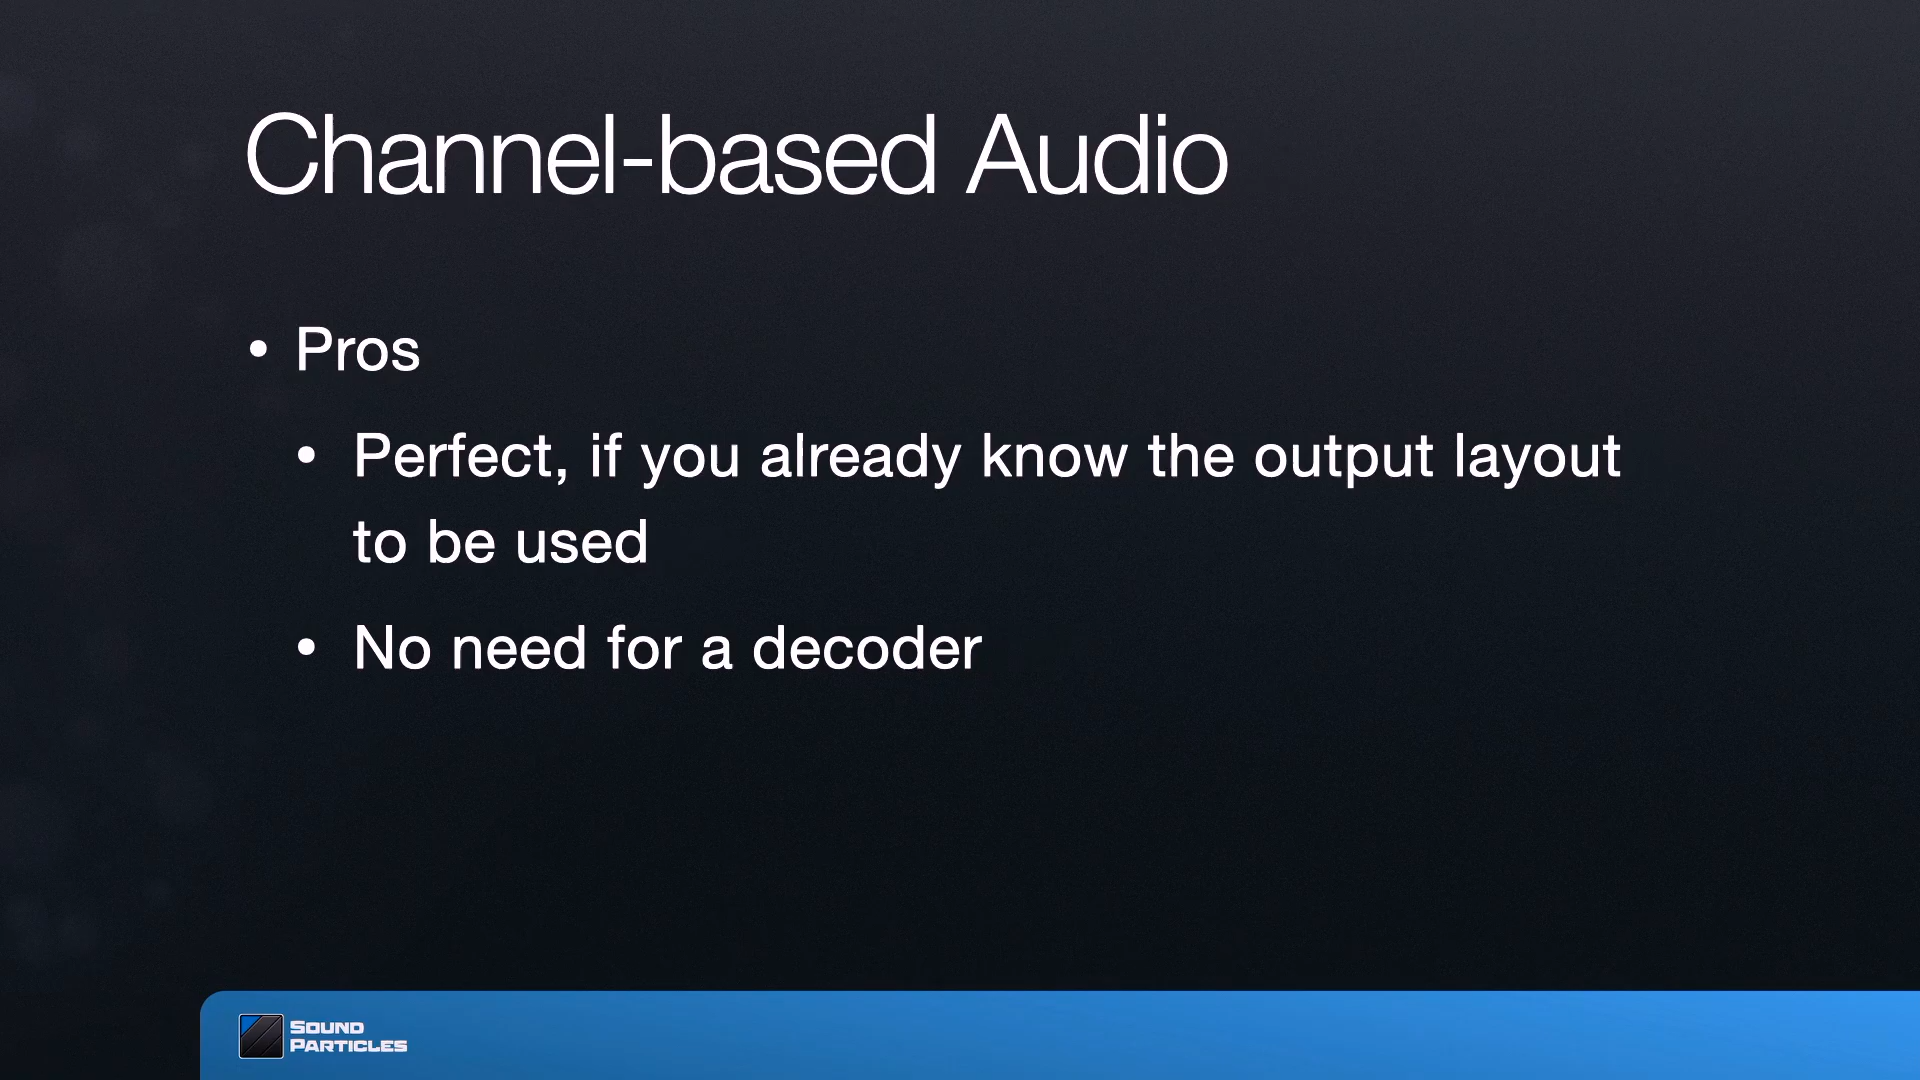 Channel-based Audio
• Pros
• Perfect, if you already know the output layout
to be used
• No need for a decoder
SOUND
PARTICLES